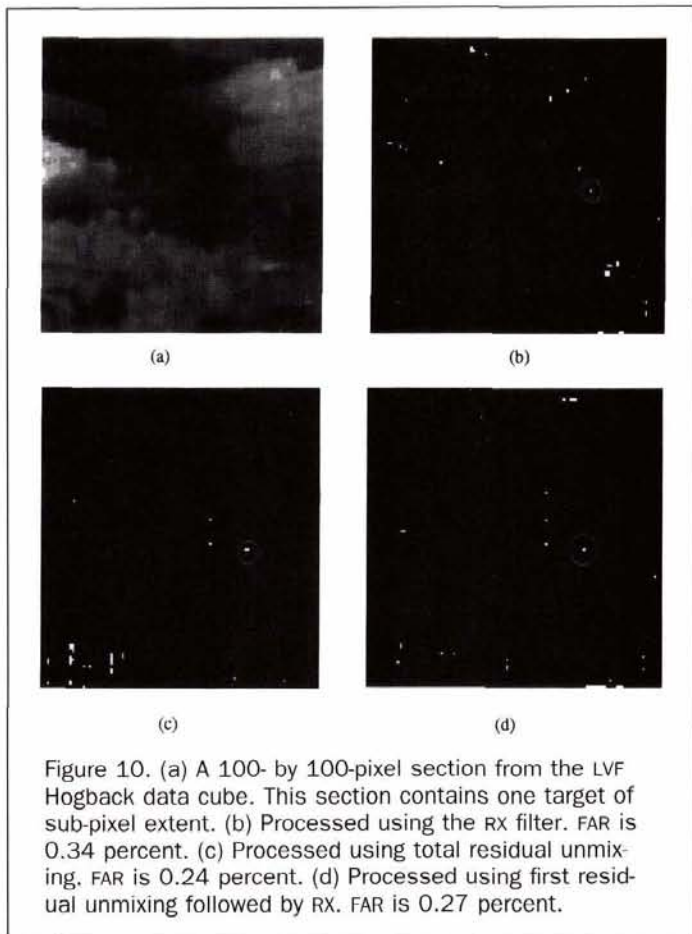 (a)
(b)
(c)
(d)
Figure 10. (a) A 100- by 100-pixel section from the LVF
Hogback data cube. This section contains one target of
sub-pixel extent. (b) Processed using the RX filter. FAR is
0.34 percent. (c) Processed using total residual unmix-
ing. FAR is 0.24 percent. (d) Processed using first resid-
ual unmixing followed by RX. FAR is 0.27 percent.